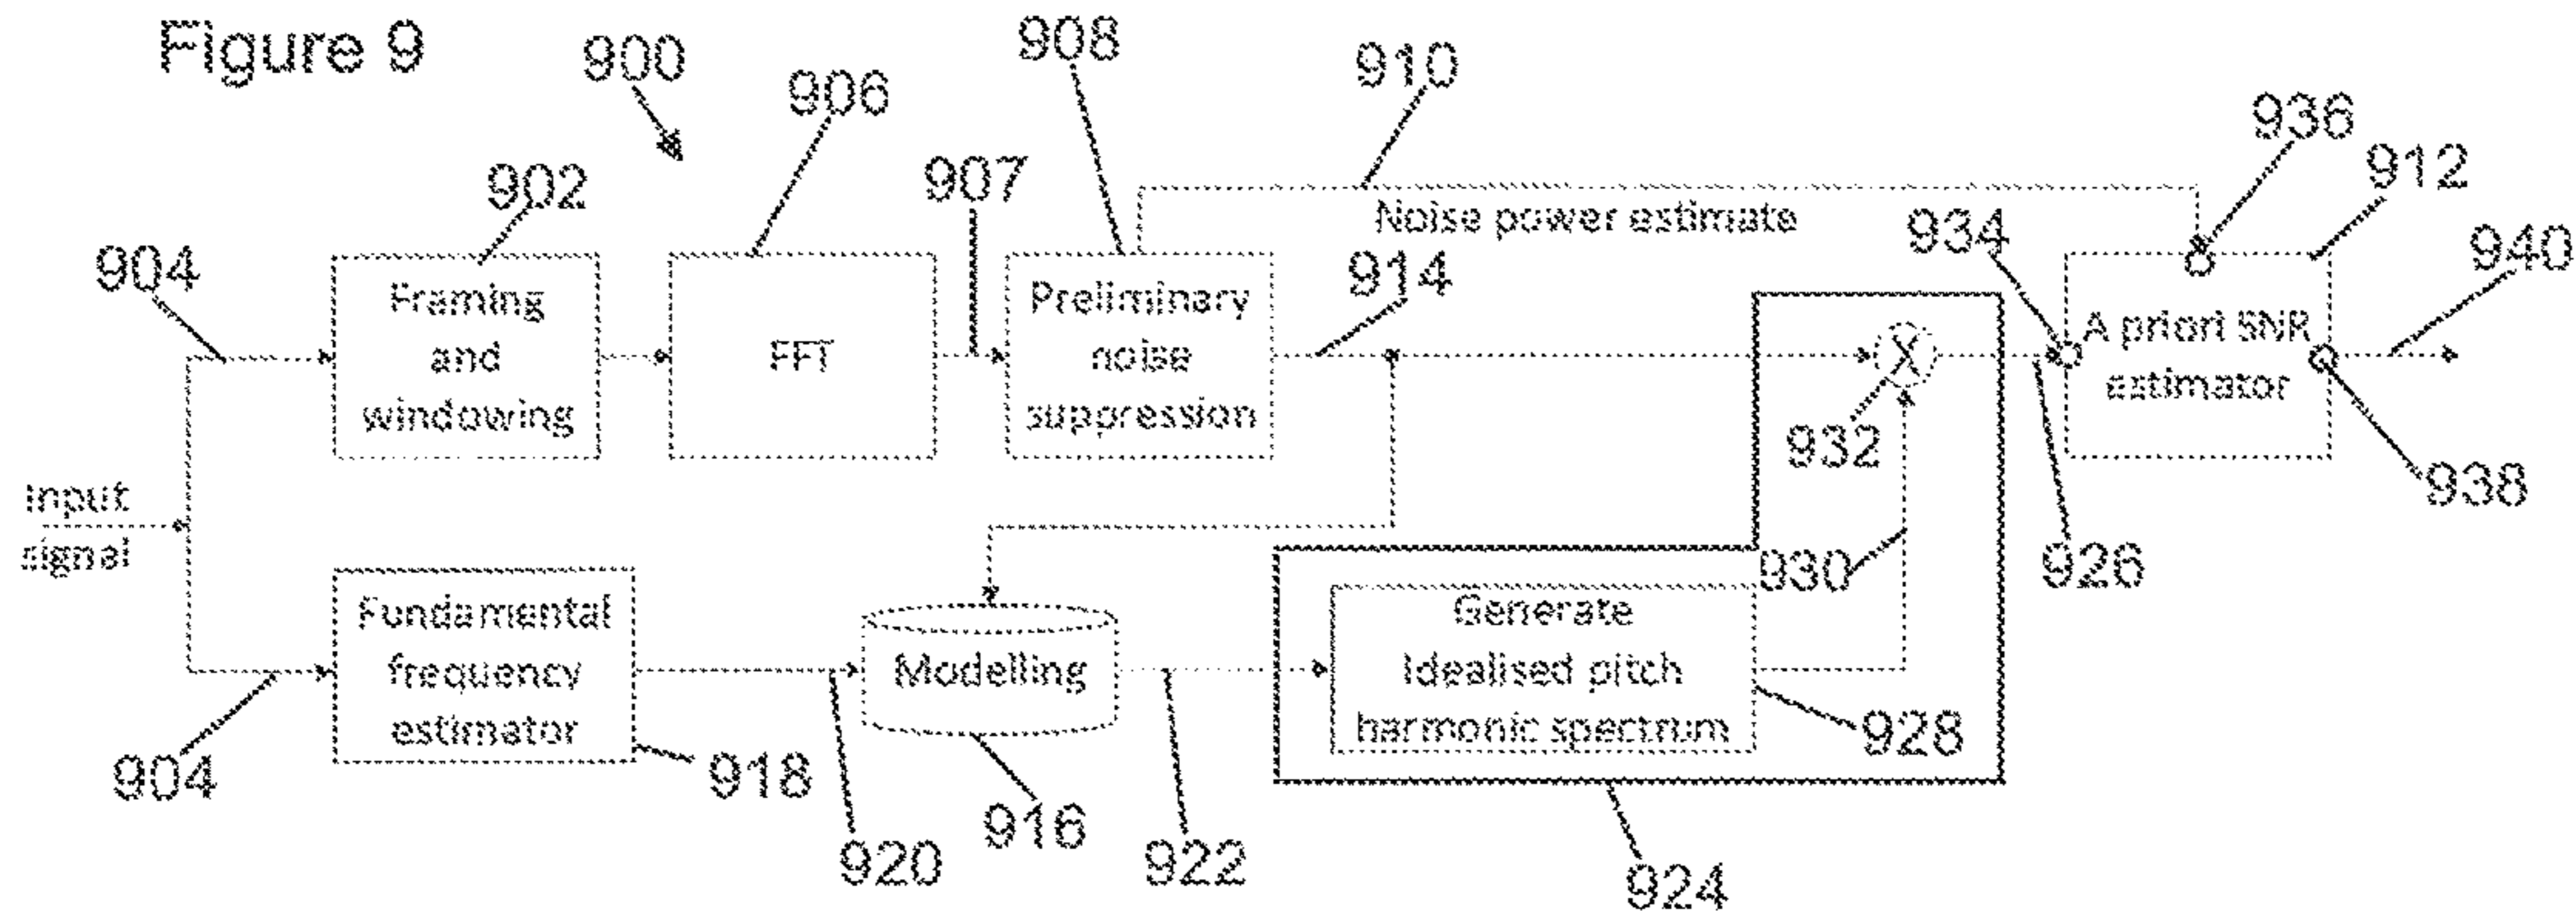 Figure 9
900
908
910
906
936
902
907
912
Noise power estimate
934
940
904
914
Framing
and
windowing
FFT
Preliminary
noise
suppression
X
A priori SNR
estimator
932
938
Input
signal
930
926
Fundamental
frequency
estimator
Modelling
Generate
Idealised pitch
harmonic spectrum
928
904
918
916
920
922
924